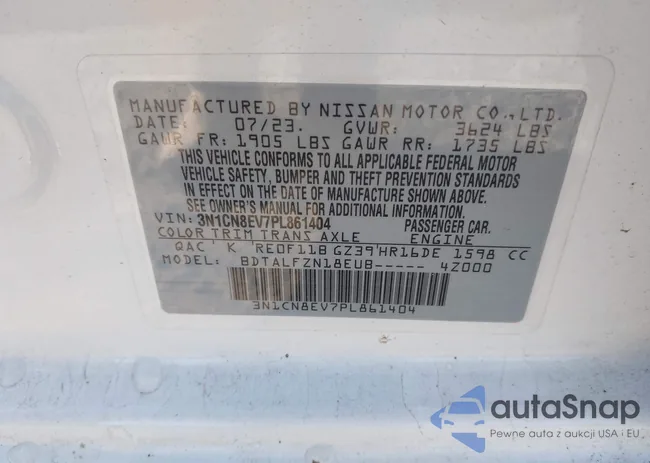 MANUFACTURED BY NISSAN MOTOR CO., LTD.
DATE: 07/23. GVWR: 3624 LBS
GAWR FR: 1905 LBS GAWR RR: 1735 LBS
THIS VEHICLE CONFORMS TO ALL APPLICABLE FEDERAL MOTOR
VEHICLE SAFETY, BUMPER AND THEFT PREVENTION STANDARDS
IN EFFECT ON THE DATE OF MANUFACTURE SHOWN ABOVE.
SEE OWNER'S MANUAL FOR ADDITIONAL INFORMATION.
VIN: 3N1CN8EV7PL861404 PASSENGER CAR.
COLOR TRIM TRANS AXLE ENGINE
QAC' K 'RE0F11B GZ39'HR16DE 1598 CC
MODEL: BDTALFZN18EUB----- 4Z000
3N1CN8EV7PL861404
autoSnap
Pewne auta z aukcji USA i EU